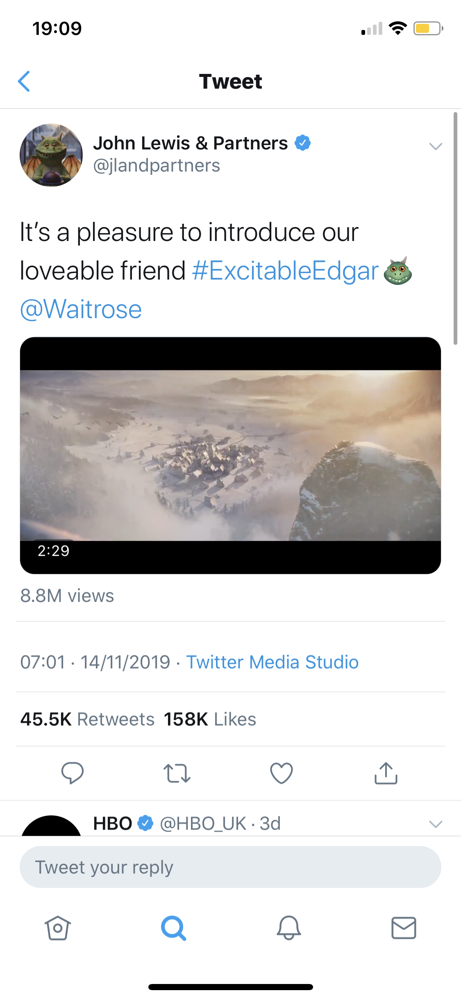 19:09
Tweet
John Lewis & Partners
@jlandpartners
It's a pleasure to introduce our
loveable friend #ExcitableEdgar
@Waitrose
2:29
8.8M views
07:01 · 14/11/2019 · Twitter Media Studio
45.5K Retweets 158K Likes
HBO @HBO_UK · 3d
Tweet your reply